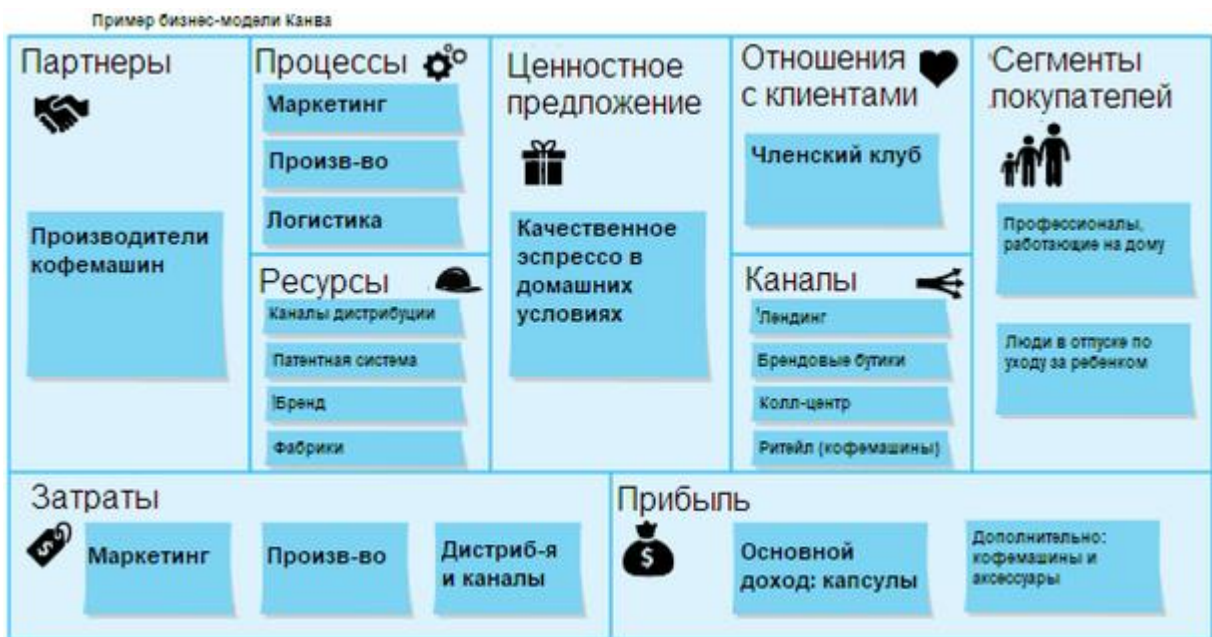 Пример бизнес-модели Канва
Партнеры
Производители
кофемашин
Процессы
Маркетинг
Произв-во
Логистика
Ресурсы
Каналы дистрибуции
Патентная система
Бренд
Фабрики
Ценностное
предложение
Качественное
эспрессо в
домашних
условиях
Отношения
с клиентами
Членский клуб
Каналы
Лендинг
Брендовые бутики
Колл-центр
Ритейл (кофемашины)
Сегменты
покупателей
Профессионалы,
работающие на дому
Люди в отпуске по
уходу за ребенком
Затраты
Маркетинг
Произв-во
Дистриб-я
и каналы
Прибыль
Основной
доход: капсулы
Дополнительно:
кофемашины и
аксессуары